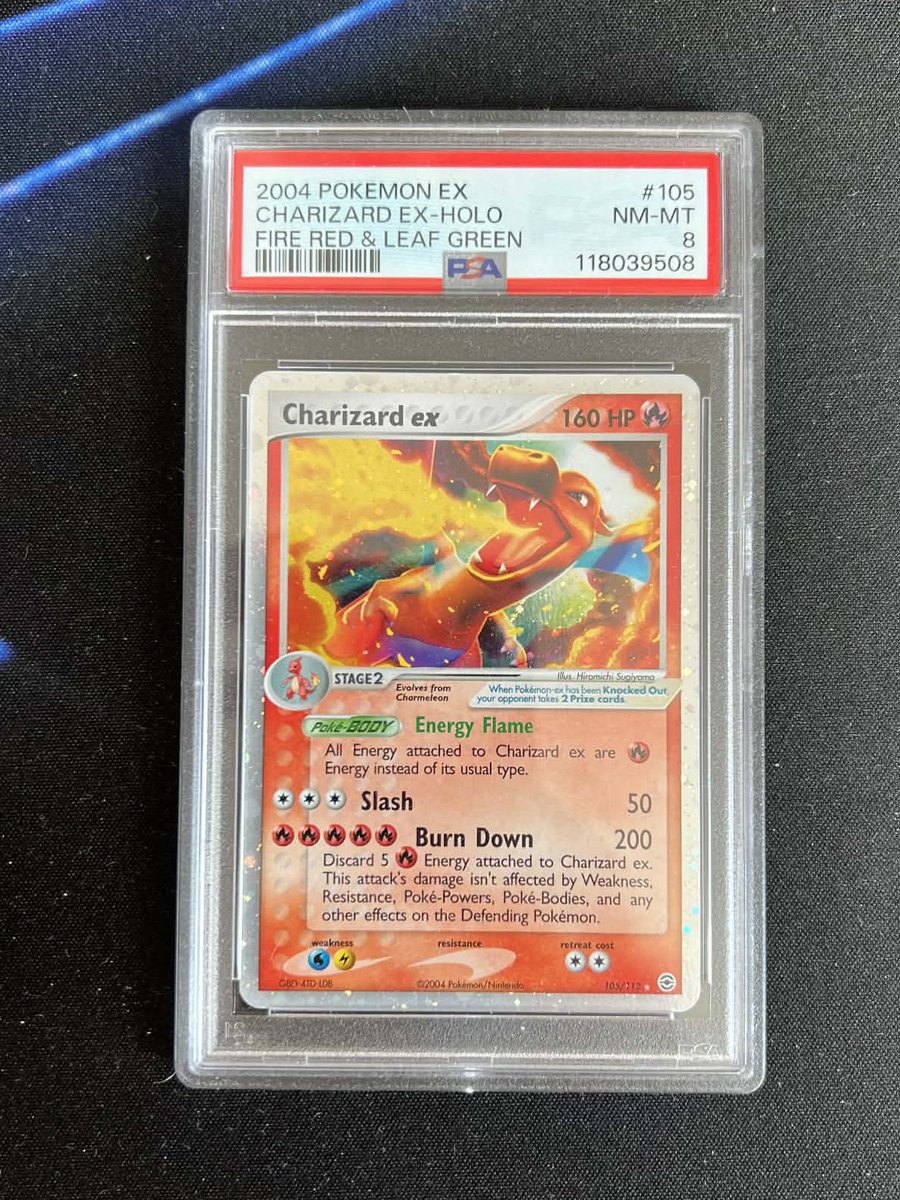 2004 POKEMON EX #105
CHARIZARD EX-HOLO NM-MT
FIRE RED & LEAF GREEN 8
PSA 118039508
Charizard ex 160 HP
Illus. Hiromichi Sugiyama
STAGE 2
Evolves from
Charmeleon
When Pokémon-ex has been Knocked Out,
your opponent takes 2 Prize cards.
Poké-BODY Energy Flame
All Energy attached to Charizard ex are
Energy instead of its usual type.
Slash 50
Burn Down 200
Discard 5 Energy attached to Charizard ex.
This attack's damage isn't affected by Weakness,
Resistance, Poké-Powers, Poké-Bodies, and any
other effects on the Defending Pokémon.
weakness resistance retreat cost
GBD-4TD-L0B ©2004 Pokémon/Nintendo 105/112